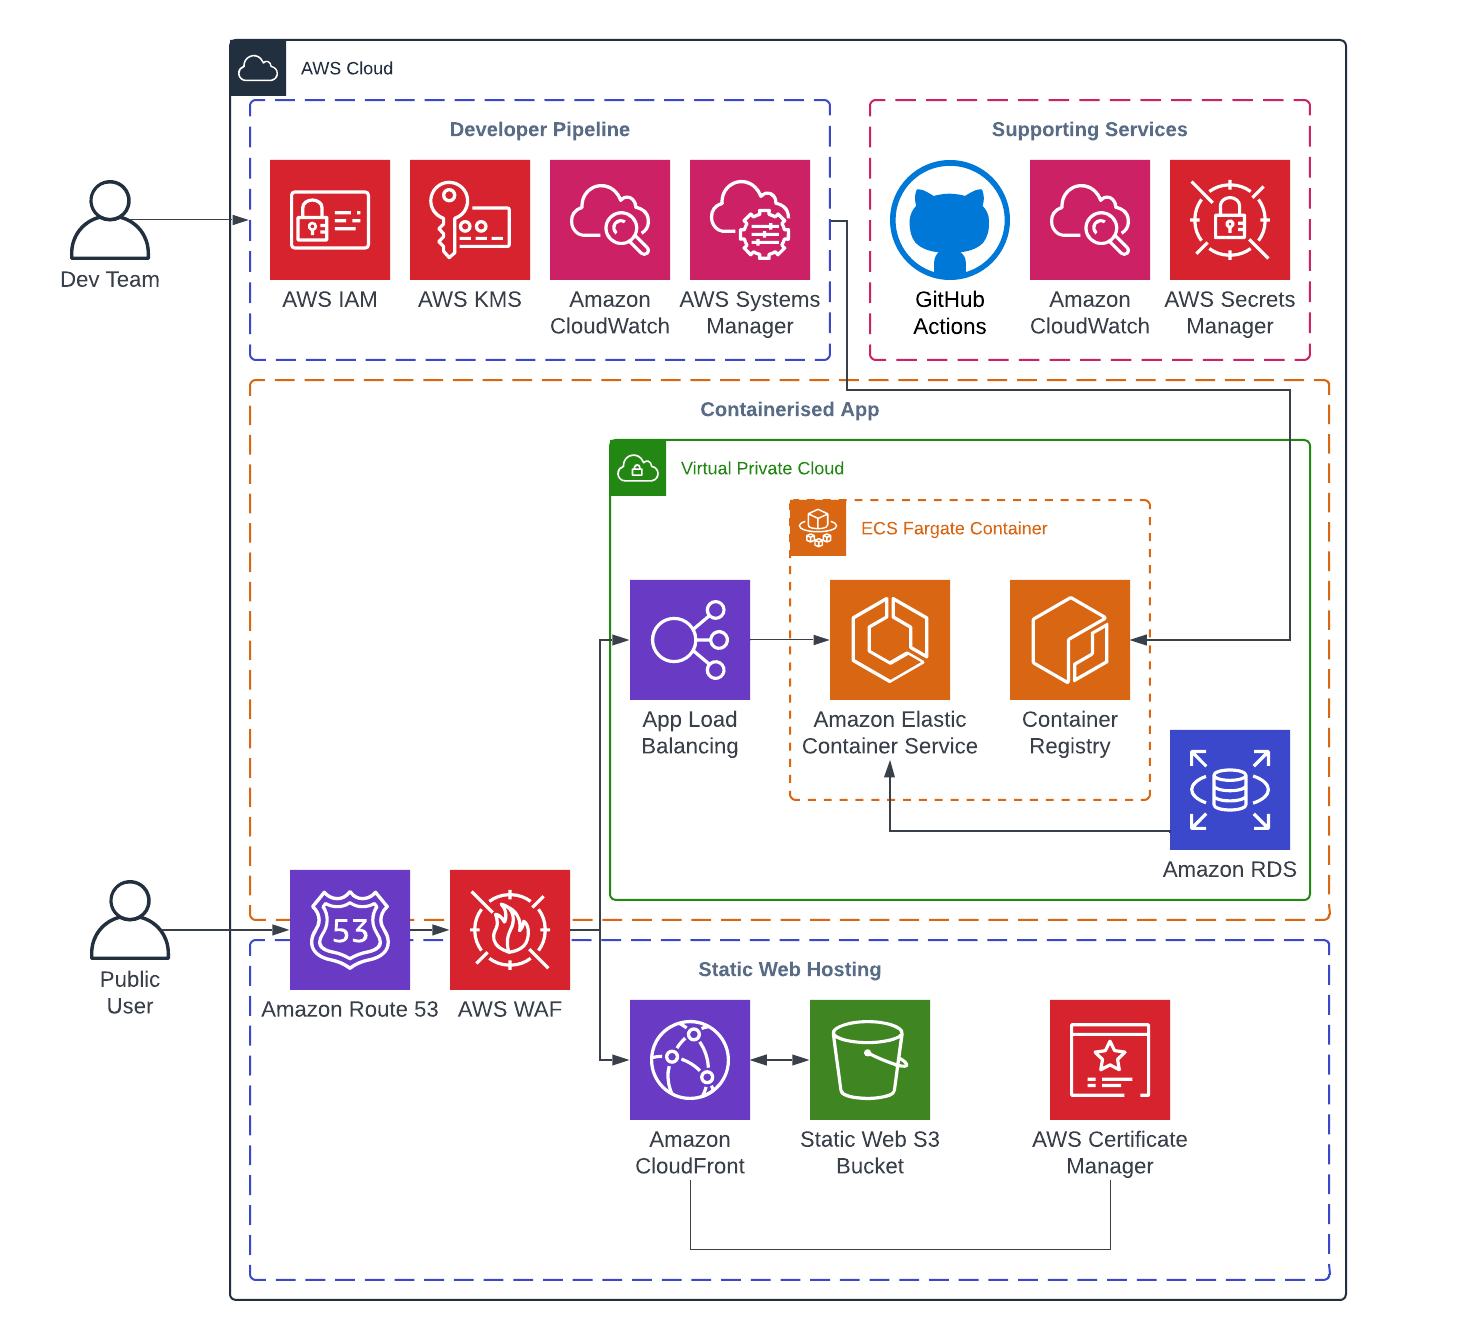 AWS Cloud
Developer Pipeline
Supporting Services
AWS IAM
AWS KMS
Amazon
CloudWatch
AWS Systems
Manager
GitHub
Actions
Amazon
CloudWatch
AWS Secrets
Manager
Dev Team
Containerised App
Virtual Private Cloud
ECS Fargate Container
App Load
Balancing
Amazon Elastic
Container Service
Container
Registry
Amazon RDS
53
Public
User
Amazon Route 53
AWS WAF
Static Web Hosting
Amazon
CloudFront
Static Web S3
Bucket
AWS Certificate
Manager